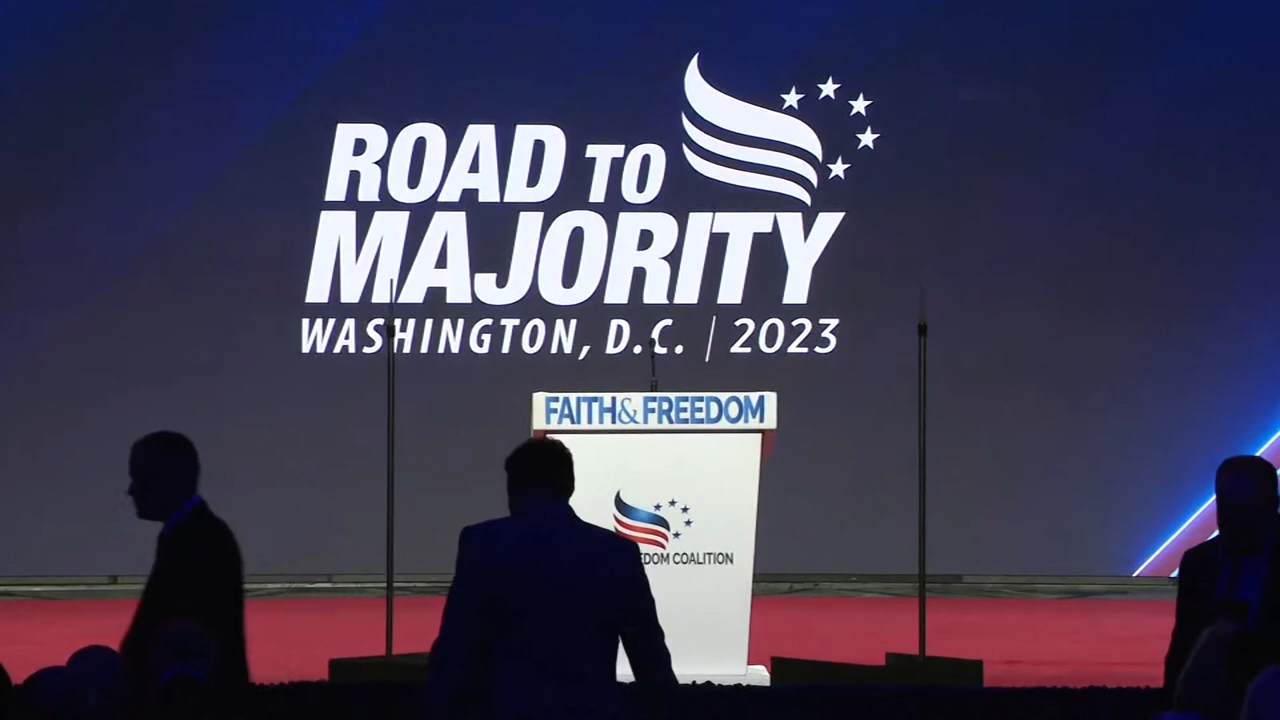 ROAD TO
MAJORITY
WASHINGTON, D.C. | 2023
FAITH&FREEDOM
EDOM COALITION